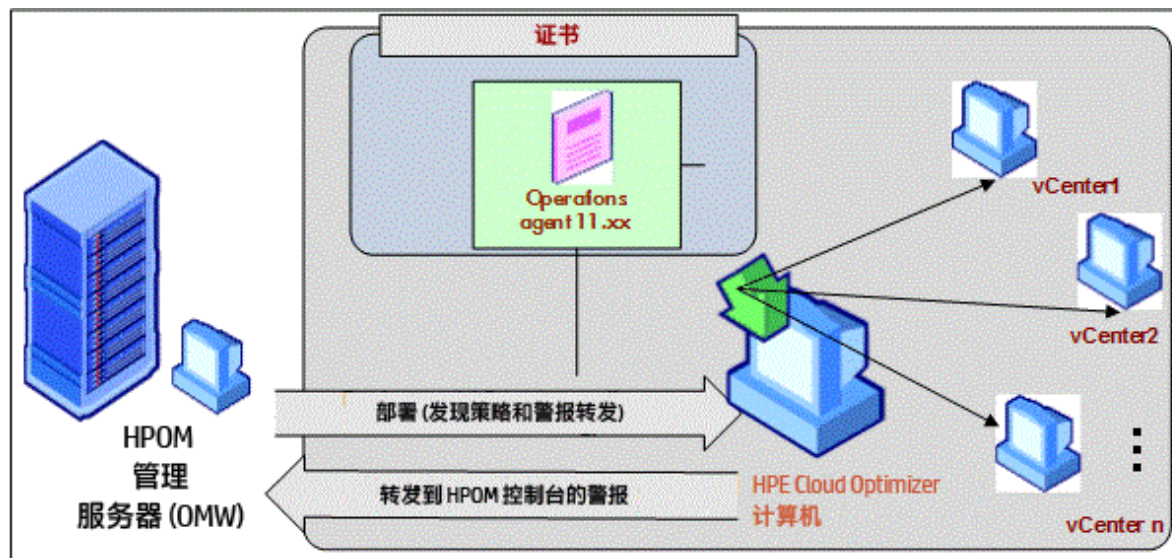 证书
Operafons
agent 11.xx
vCenter1
vCenter2
部署 (发现策略和警报转发)
HPOM
管理
服务器 (OMW)
转发到 HPOM 控制台的警报
HPE Cloud Optimizer
计算机
vCenter n